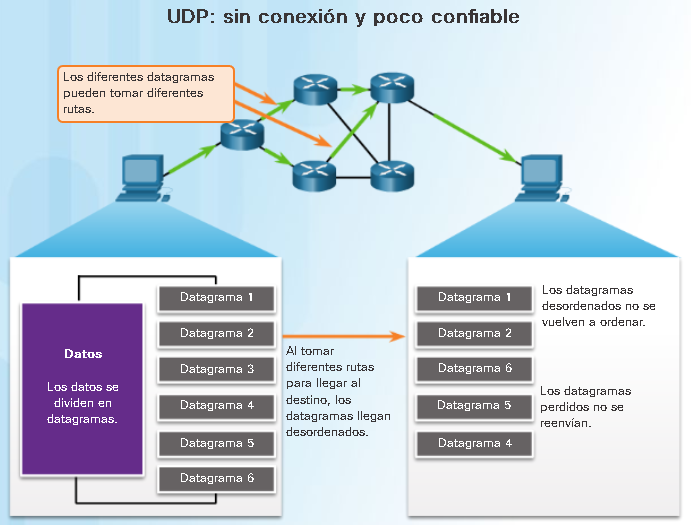 UDP: sin conexión y poco confiable
Los diferentes datagramas
pueden tomar diferentes
rutas.
Datos
Los datos se
dividen en
datagramas.
Datagrama 1
Datagrama 2
Datagrama 3
Datagrama 4
Datagrama 5
Datagrama 6
Al tomar
diferentes rutas
para llegar al
destino, los
datagramas llegan
desordenados.
Datagrama 1
Datagrama 2
Datagrama 6
Datagrama 5
Datagrama 4
Los datagramas
desordenados no se
vuelven a ordenar.
Los datagramas
perdidos no se
reenvían.